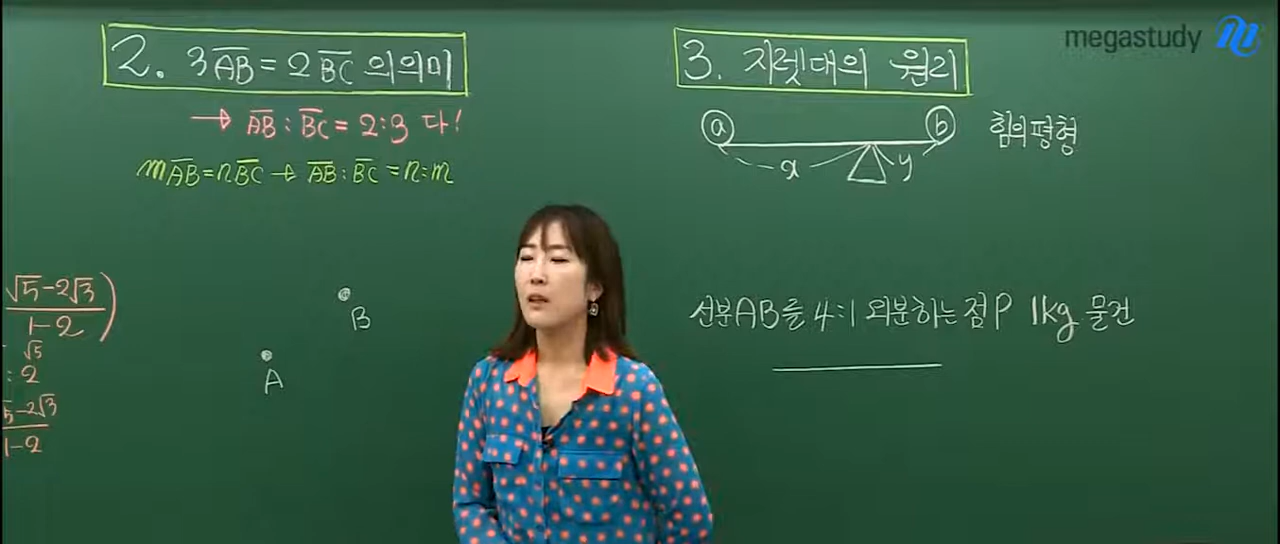 megastudy
2. 3AB̅ = 2BC̅ 의 의미
→ AB̅ : BC̅ = 2:3 다!
mAB̅ = nBC̅ → AB̅ : BC̅ = n:m
√5-2√3)
1-2
√5
: 2
5-2√3
1-2
B
A
3. 지렛대의 원리
a b 힘의 평형
x y
선분AB를 4:1 외분하는 점P 1kg 물건